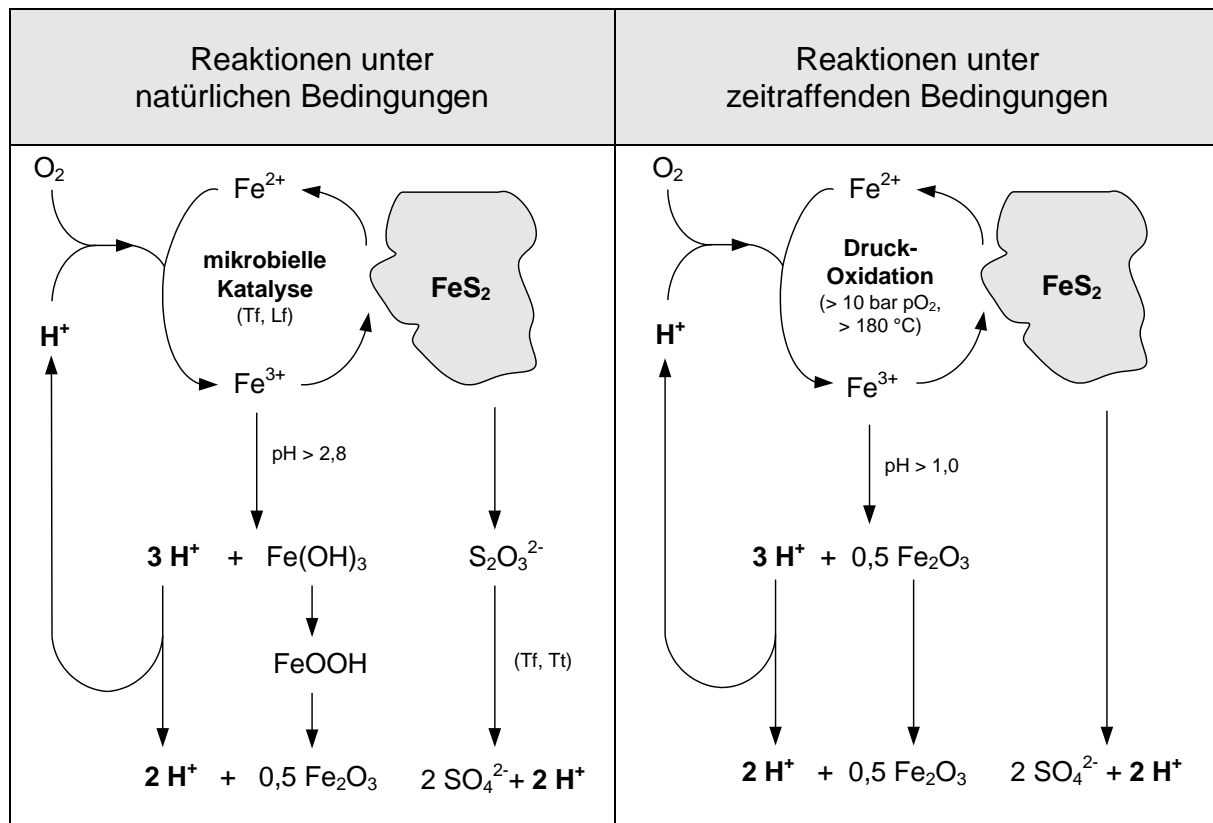 Reaktionen unter
natürlichen Bedingungen
Reaktionen unter
zeitraffenden Bedingungen
O₂
Fe²⁺
mikrobielle
Katalyse
(Tf, Lf)
FeS₂
H⁺
Fe³⁺
pH > 2,8
3 H⁺ + Fe(OH)₃
S₂O₃²⁻
FeOOH
(Tf, Tt)
2 H⁺ + 0,5 Fe₂O₃
2 SO₄²⁻ + 2 H⁺
O₂
Fe²⁺
Druck-
Oxidation
(> 10 bar pO₂,
> 180 °C)
FeS₂
H⁺
Fe³⁺
pH > 1,0
3 H⁺ + 0,5 Fe₂O₃
2 H⁺ + 0,5 Fe₂O₃
2 SO₄²⁻ + 2 H⁺